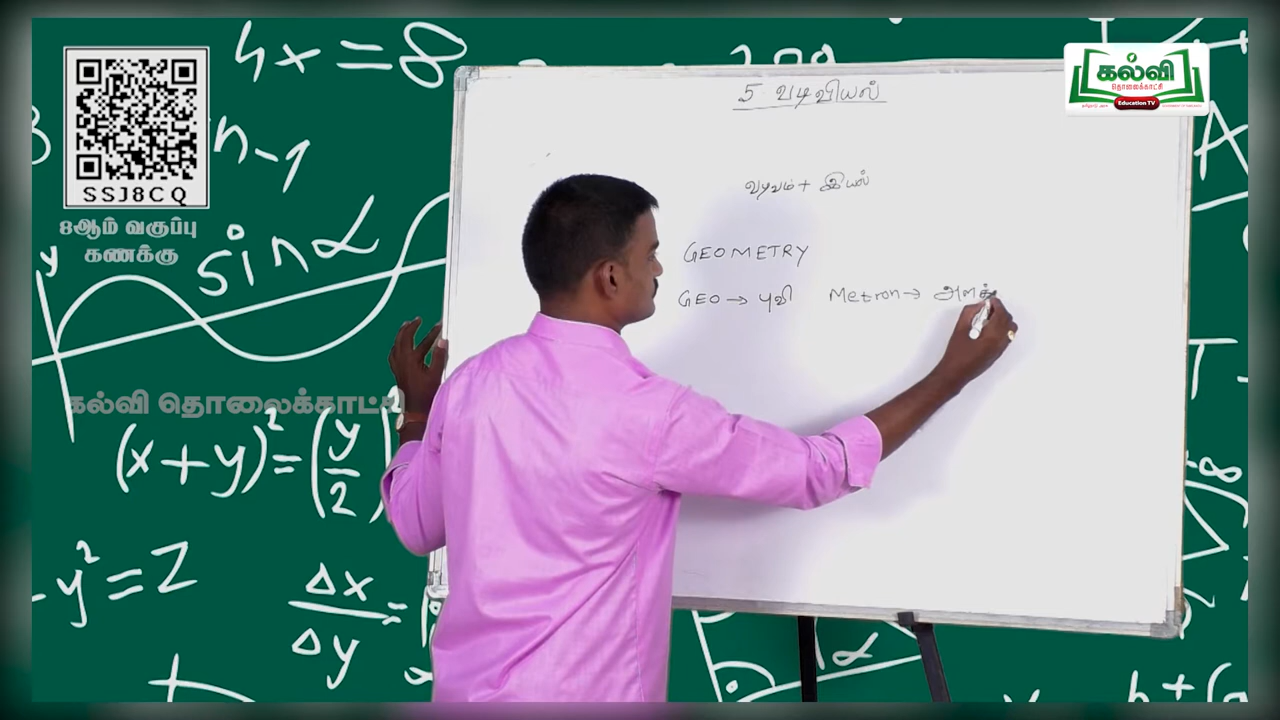 4x=8
n-1
sinα
y
SSJ8CQ
8ஆம் வகுப்பு
கணக்கு
கல்வி தொலைக்காட்சி
(x+y)²=(y/2)²
y²=z
Δx
Δy
கல்வி
தொலைக்காட்சி
Education TV
5. வடிவியல்
வடிவம் + இயல்
GEOMETRY
GEO → புவி Metron → அளக்
α